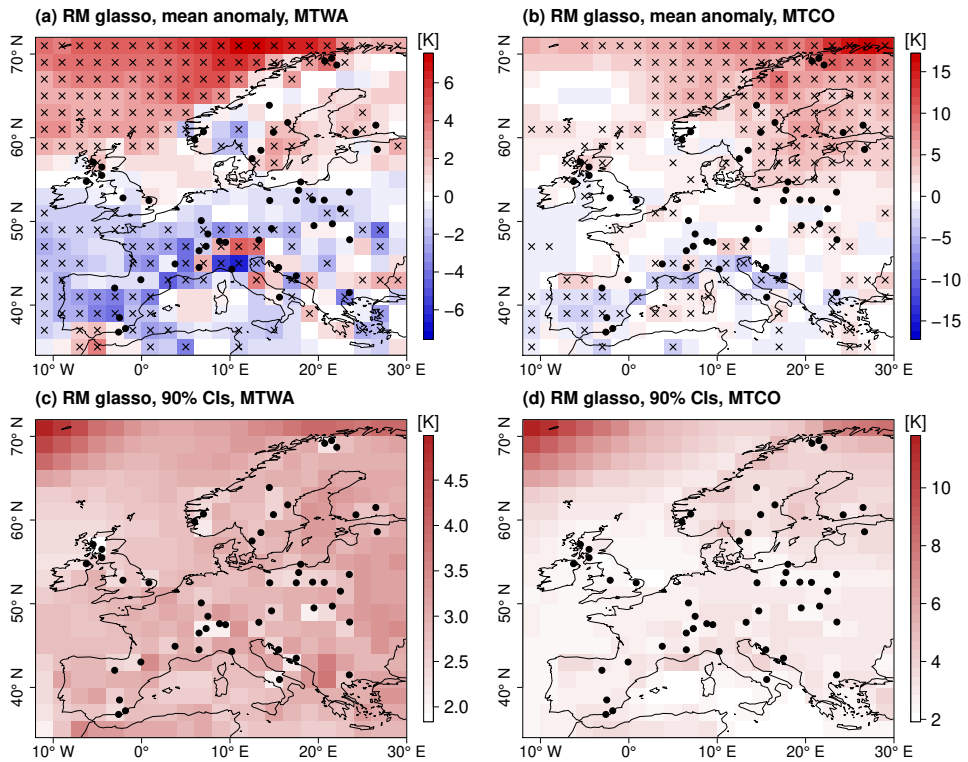 (a) RM glasso, mean anomaly, MTWA
[K]
6
4
2
0
−2
−4
−6
70° N
60° N
50° N
40° N
10° W
0°
10° E
20° E
30° E
(b) RM glasso, mean anomaly, MTCO
[K]
15
10
5
0
−5
−10
−15
70° N
60° N
50° N
40° N
10° W
0°
10° E
20° E
30° E
(c) RM glasso, 90% CIs, MTWA
[K]
4.5
4.0
3.5
3.0
2.5
2.0
70° N
60° N
50° N
40° N
10° W
0°
10° E
20° E
30° E
(d) RM glasso, 90% CIs, MTCO
[K]
10
8
6
4
2
70° N
60° N
50° N
40° N
10° W
0°
10° E
20° E
30° E